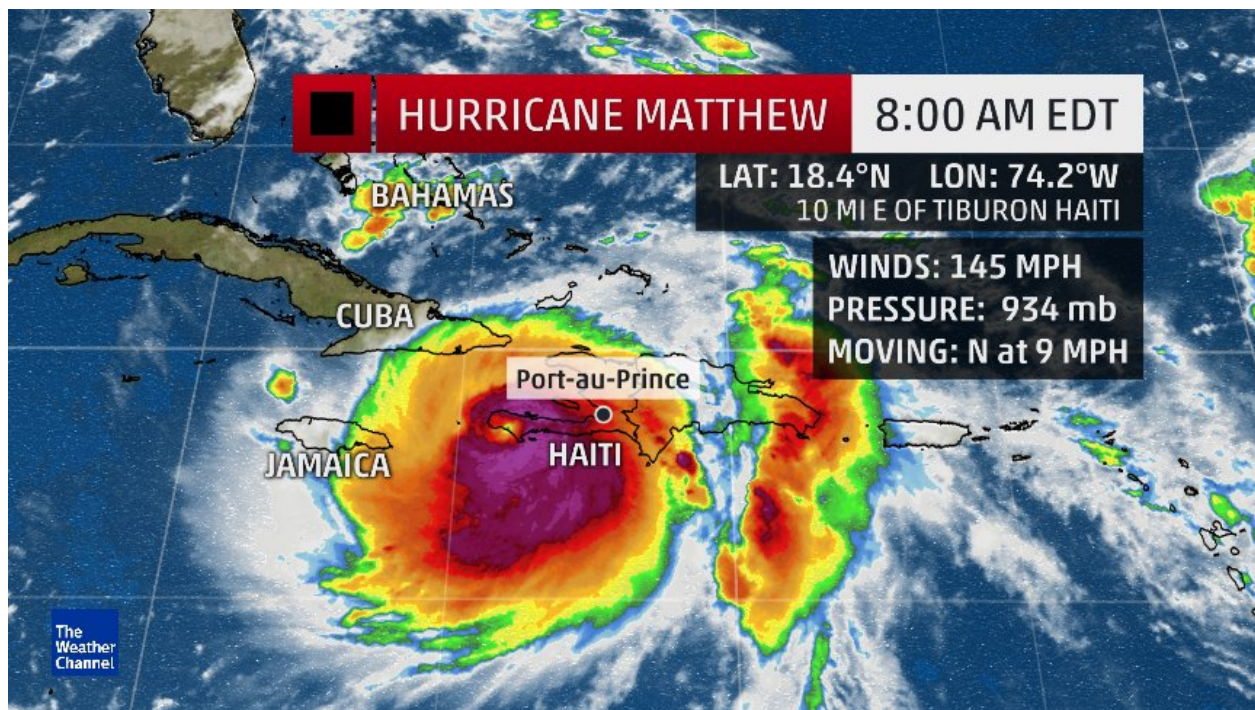 HURRICANE MATTHEW 8:00 AM EDT
LAT: 18.4°N LON: 74.2°W
10 MI E OF TIBURON HAITI
WINDS: 145 MPH
PRESSURE: 934 mb
MOVING: N at 9 MPH
BAHAMAS
CUBA
Port-au-Prince
HAITI
JAMAICA
The
Weather
Channel